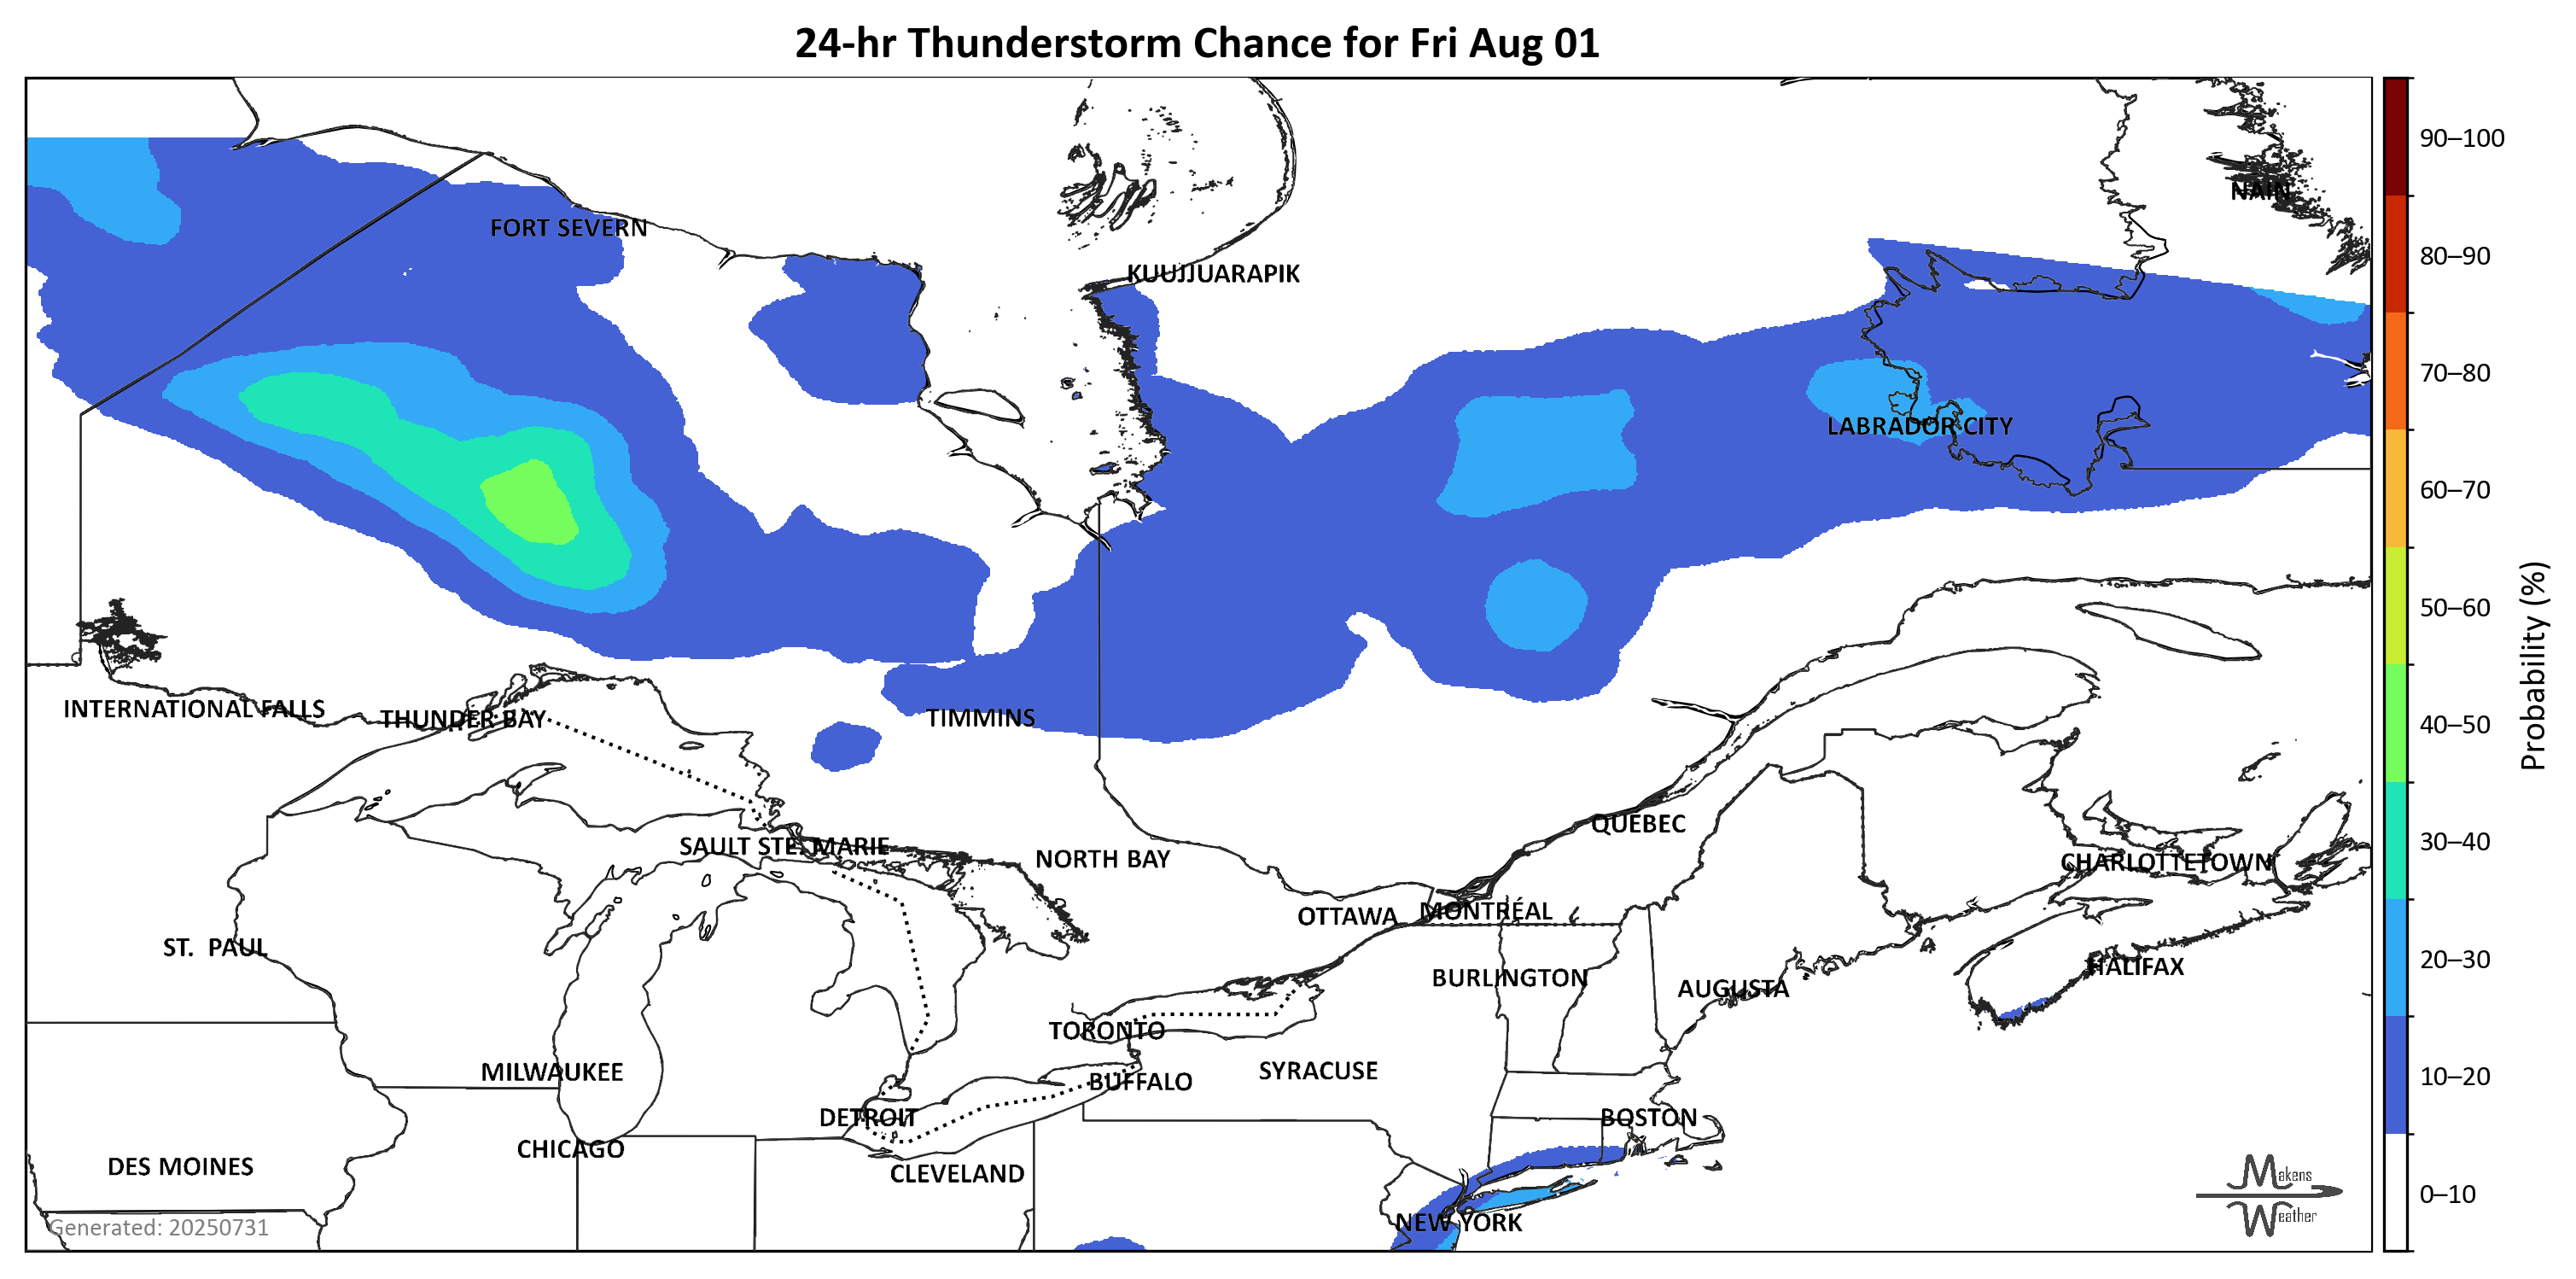 24-hr Thunderstorm Chance for Fri Aug 01
90–100
NAIN
FORT SEVERN
80–90
KUUJJUARAPIK
70–80
LABRADOR CITY
60–70
50–60
Probability (%)
INTERNATIONAL FALLS
THUNDER BAY
TIMMINS
40–50
QUEBEC
SAULT STE. MARIE
NORTH BAY
CHARLOTTETOWN
30–40
OTTAWA
MONTRÉAL
ST. PAUL
BURLINGTON
AUGUSTA
HALIFAX
20–30
TORONTO
MILWAUKEE
SYRACUSE
BUFFALO
10–20
DETROIT
BOSTON
CHICAGO
DES MOINES
CLEVELAND
Makens
Weather
0–10
NEW YORK
Generated: 20250731